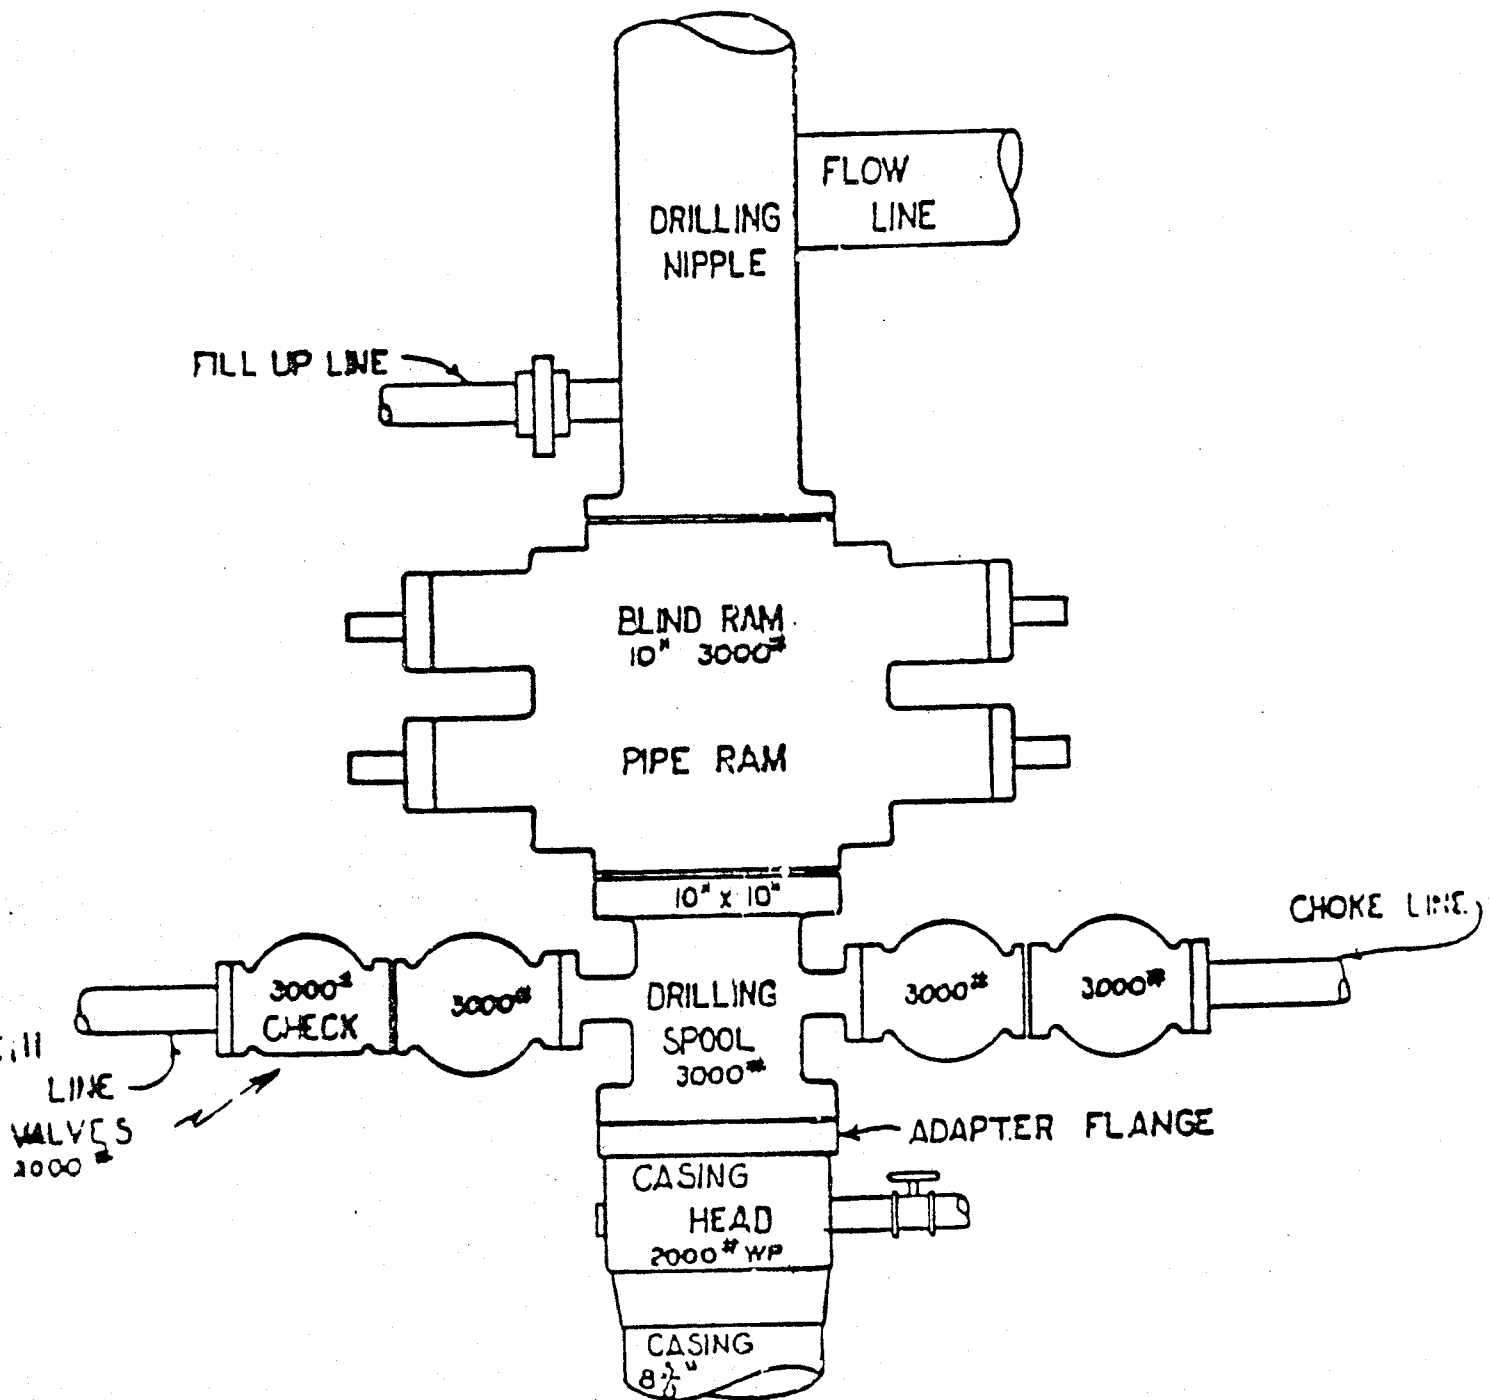 FLOW
LINE
DRILLING
NIPPLE
FILL UP LINE
BLIND RAM
10" 3000#
PIPE RAM
10" x 10"
CHOKE LINE
3000#
CHECK
3000#
DRILLING
SPOOL
3000#
3000#
3000#
LINE
VALVES
ADAPTER FLANGE
CASING
HEAD
2000# WP
CASING